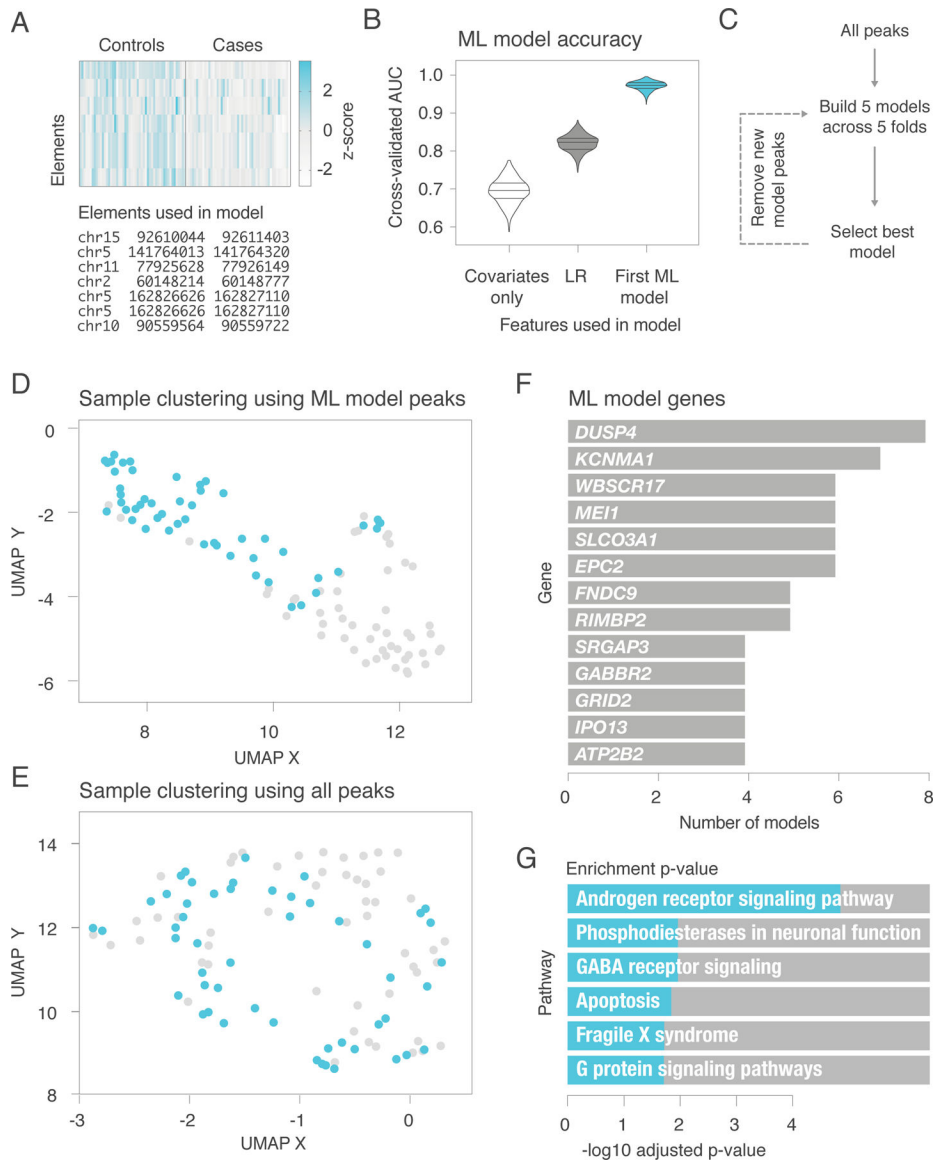 A
Controls Cases
Elements
2
0
-2
z-score
Elements used in model
chr15 92610044 92611403
chr5 141764013 141764320
chr11 77925628 77926149
chr2 60148214 60148777
chr5 162826626 162827110
chr5 162826626 162827110
chr10 90559564 90559722
B
ML model accuracy
Cross-validated AUC
1.0
0.9
0.8
0.7
0.6
Covariates only
LR
First ML model
Features used in model
C
All peaks
Build 5 models
across 5 folds
Remove new
model peaks
Select best
model
D
Sample clustering using ML model peaks
UMAP Y
0
-2
-4
-6
8 10 12
UMAP X
E
Sample clustering using all peaks
UMAP Y
14
12
10
8
-3 -2 -1 0
UMAP X
F
ML model genes
Gene
DUSP4
KCNMA1
WBSCR17
MEI1
SLCO3A1
EPC2
FNDC9
RIMBP2
SRGAP3
GABBR2
GRID2
IPO13
ATP2B2
0 2 4 6 8
Number of models
G
Enrichment p-value
Pathway
Androgen receptor signaling pathway
Phosphodiesterases in neuronal function
GABA receptor signaling
Apoptosis
Fragile X syndrome
G protein signaling pathways
0 1 2 3 4
-log10 adjusted p-value